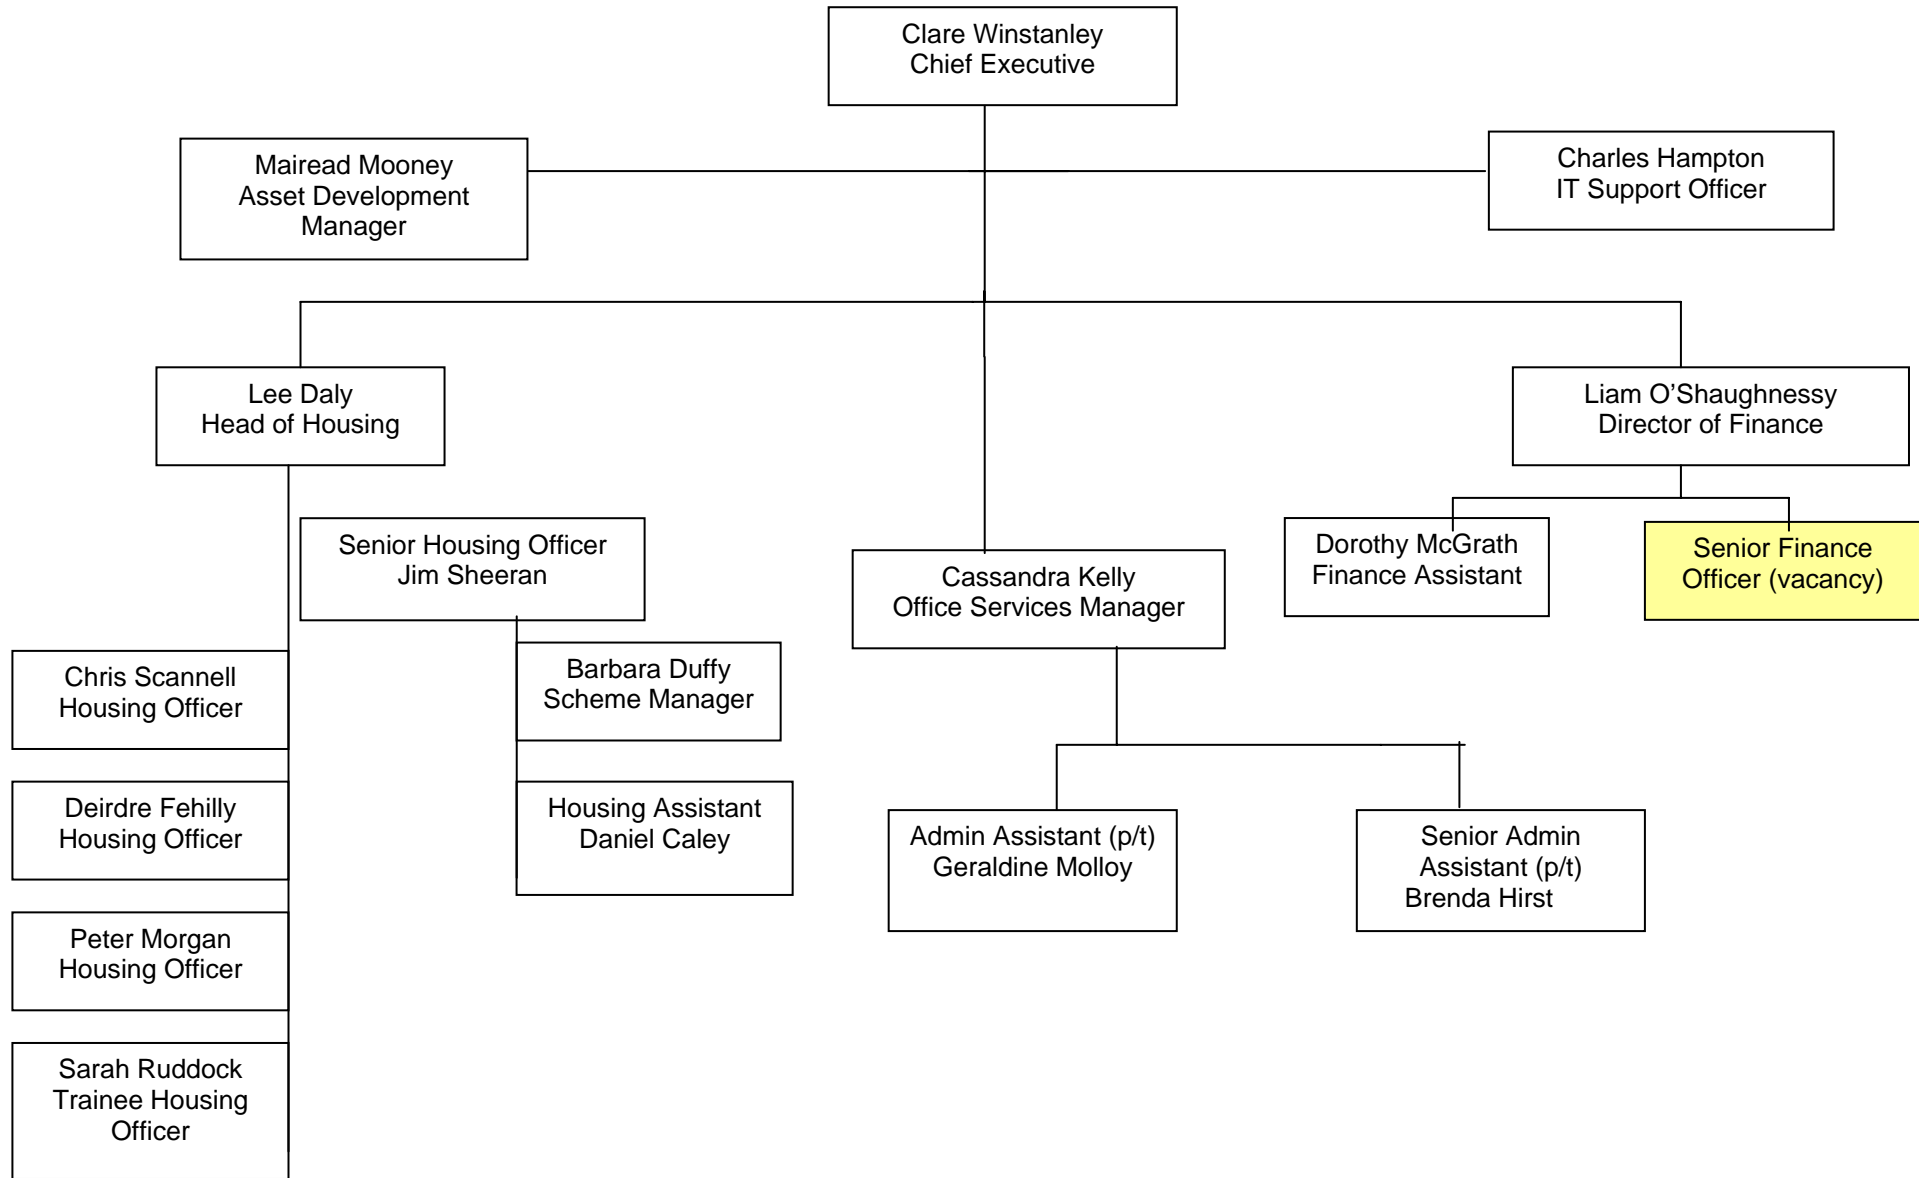 Clare Winstanley
Chief Executive
Mairead Mooney
Asset Development
Manager
Charles Hampton
IT Support Officer
Lee Daly
Head of Housing
Liam O’Shaughnessy
Director of Finance
Senior Housing Officer
Jim Sheeran
Cassandra Kelly
Office Services Manager
Dorothy McGrath
Finance Assistant
Senior Finance
Officer (vacancy)
Chris Scannell
Housing Officer
Barbara Duffy
Scheme Manager
Deirdre Fehilly
Housing Officer
Housing Assistant
Daniel Caley
Admin Assistant (p/t)
Geraldine Molloy
Senior Admin
Assistant (p/t)
Brenda Hirst
Peter Morgan
Housing Officer
Sarah Ruddock
Trainee Housing
Officer